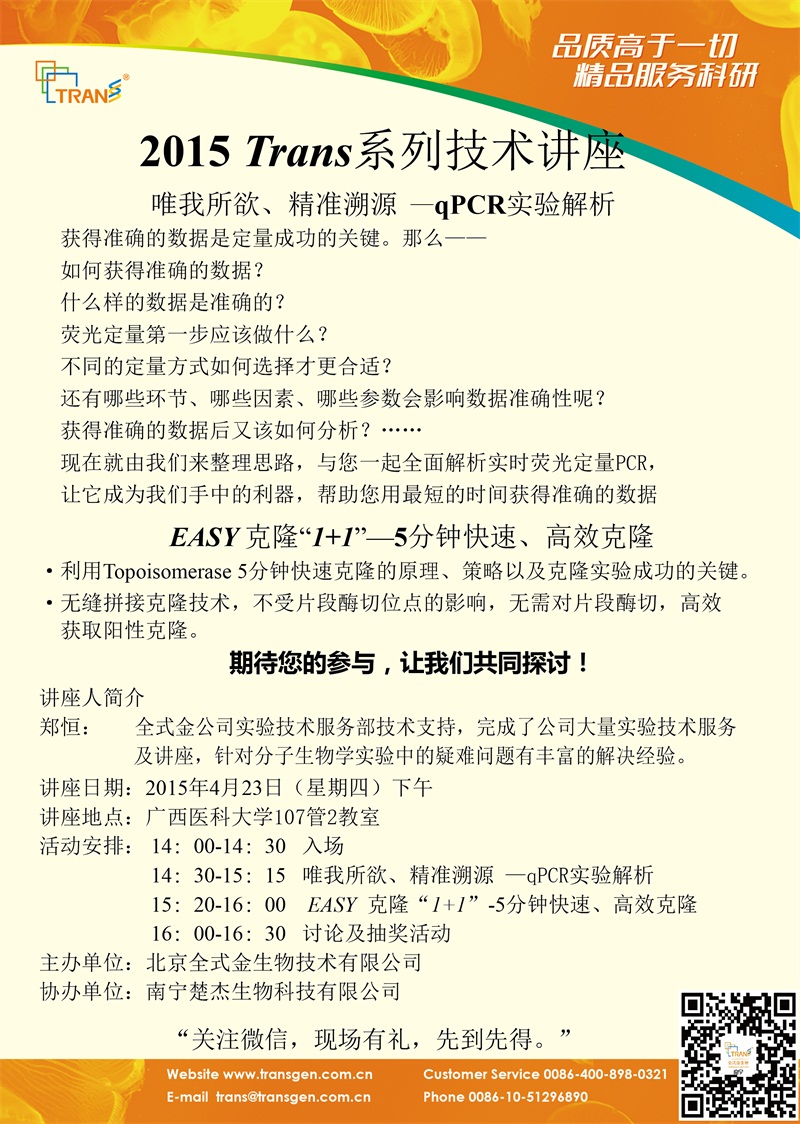 品质高于一切
精品服务科研
TRANS®
2015 Trans系列技术讲座
唯我所欲、精准溯源 —qPCR实验解析
获得准确的数据是定量成功的关键。那么——
如何获得准确的数据？
什么样的数据是准确的？
荧光定量第一步应该做什么？
不同的定量方式如何选择才更合适？
还有哪些环节、哪些因素、哪些参数会影响数据准确性呢？
获得准确的数据后又该如何分析？……
现在就由我们来整理思路，与您一起全面解析实时荧光定量PCR，
让它成为我们手中的利器，帮助您用最短的时间获得准确的数据
EASY 克隆“1+1”—5分钟快速、高效克隆
•利用Topoisomerase 5分钟快速克隆的原理、策略以及克隆实验成功的关键。
•无缝拼接克隆技术，不受片段酶切位点的影响，无需对片段酶切，高效
获取阳性克隆。
期待您的参与，让我们共同探讨！
讲座人简介
郑恒： 全式金公司实验技术服务部技术支持，完成了公司大量实验技术服务
及讲座，针对分子生物学实验中的疑难问题有丰富的解决经验。
讲座日期：2015年4月23日（星期四）下午
讲座地点：广西医科大学107管2教室
活动安排： 14：00-14：30 入场
14：30-15：15 唯我所欲、精准溯源 —qPCR实验解析
15：20-16：00 EASY 克隆“1+1”-5分钟快速、高效克隆
16：00-16：30 讨论及抽奖活动
主办单位：北京全式金生物技术有限公司
协办单位：南宁楚杰生物科技有限公司
“关注微信，现场有礼，先到先得。”
Website www.transgen.com.cn Customer Service 0086-400-898-0321
E-mail trans@transgen.com.cn Phone 0086-10-51296890
TRANS